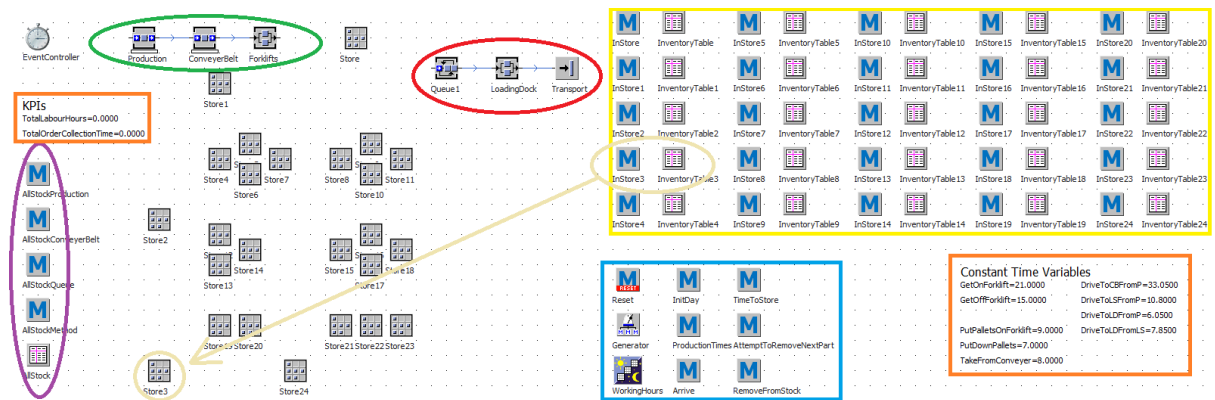 EventController
Production ConveyerBelt Forklifts
Store
Queue1 LoadingDock Transport
Store1
KPIs
TotalLabourHours=0.0000
TotalOrderCollectionTime=0.0000
AllStockProduction
AllStockConveyerBelt
AllStockQueue
AllStockMethod
AllStock
Store4
Store7
Store6
Store8
Store11
Store10
Store2
Store14
Store13
Store15
Store18
Store17
Store19 Store20
Store21 Store22 Store23
Store3
Store24
InStore InventoryTable InStore5 InventoryTable5 InStore10 InventoryTable10 InStore15 InventoryTable15 InStore20 InventoryTable20
InStore1 InventoryTable1 InStore6 InventoryTable6 InStore11 InventoryTable11 InStore16 InventoryTable16 InStore21 InventoryTable21
InStore2 InventoryTable2 InStore7 InventoryTable7 InStore12 InventoryTable12 InStore17 InventoryTable17 InStore22 InventoryTable22
InStore3 InventoryTable3 InStore8 InventoryTable8 InStore13 InventoryTable13 InStore18 InventoryTable18 InStore23 InventoryTable23
InStore4 InventoryTable4 InStore9 InventoryTable9 InStore14 InventoryTable14 InStore19 InventoryTable19 InStore24 InventoryTable24
RESET
Reset InitDay TimeToStore
Generator ProductionTimes AttemptToRemoveNextPart
WorkingHours Arrive RemoveFromStock
Constant Time Variables
GetOnForklift=21.0000 DriveToCBFromP=33.0500
GetOffForklift=15.0000 DriveToLSFromP=10.8000
DriveToLDFromP=6.0500
PutPalletsOnForklift=9.0000 DriveToLDFromLS=7.8500
PutDownPallets=7.0000
TakeFromConveyer=8.0000